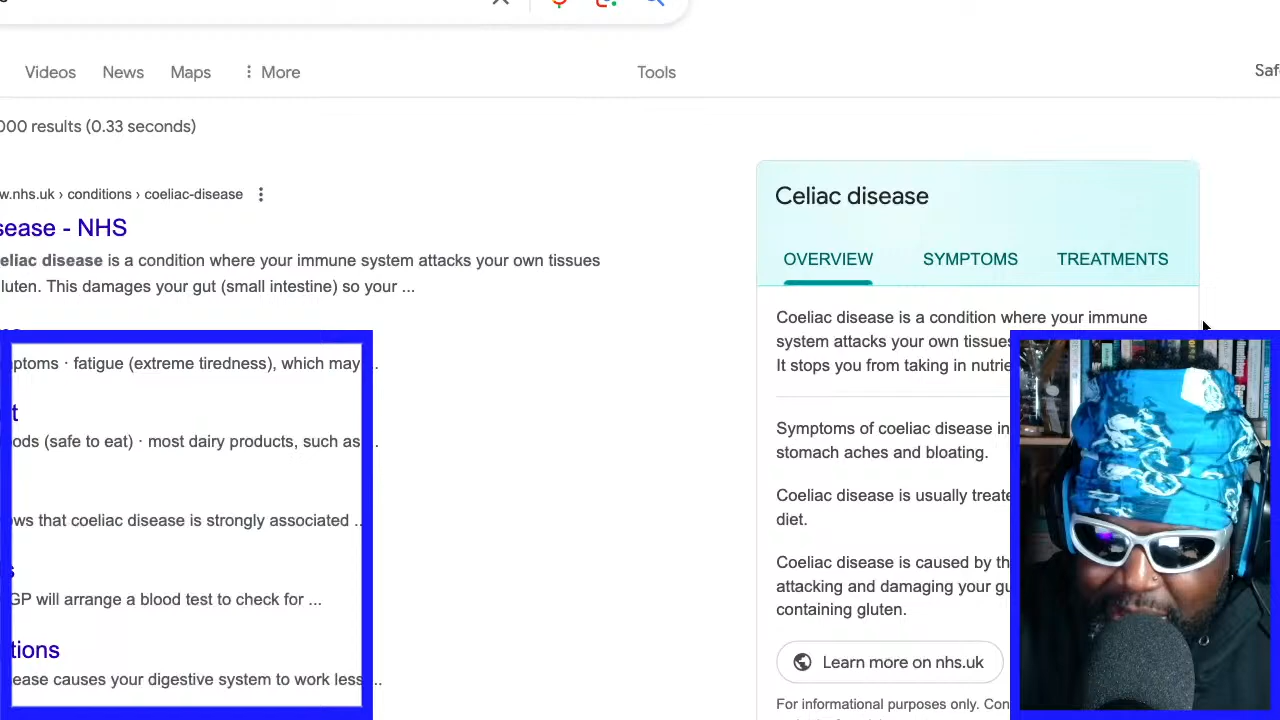 Videos News Maps More Tools
000 results (0.33 seconds)
w.nhs.uk › conditions › coeliac-disease
sease - NHS
eliac disease is a condition where your immune system attacks your own tissues
luten. This damages your gut (small intestine) so your ...
mptoms · fatigue (extreme tiredness), which may ...
t
ods (safe to eat) · most dairy products, such as ...
ows that coeliac disease is strongly associated ...
s
GP will arrange a blood test to check for ...
tions
ease causes your digestive system to work less ...
Saf
Celiac disease
OVERVIEW SYMPTOMS TREATMENTS
Coeliac disease is a condition where your immune
system attacks your own tissues
It stops you from taking in nutrie
Symptoms of coeliac disease in
stomach aches and bloating.
Coeliac disease is usually treate
diet.
Coeliac disease is caused by th
attacking and damaging your gu
containing gluten.
Learn more on nhs.uk
For informational purposes only. Con